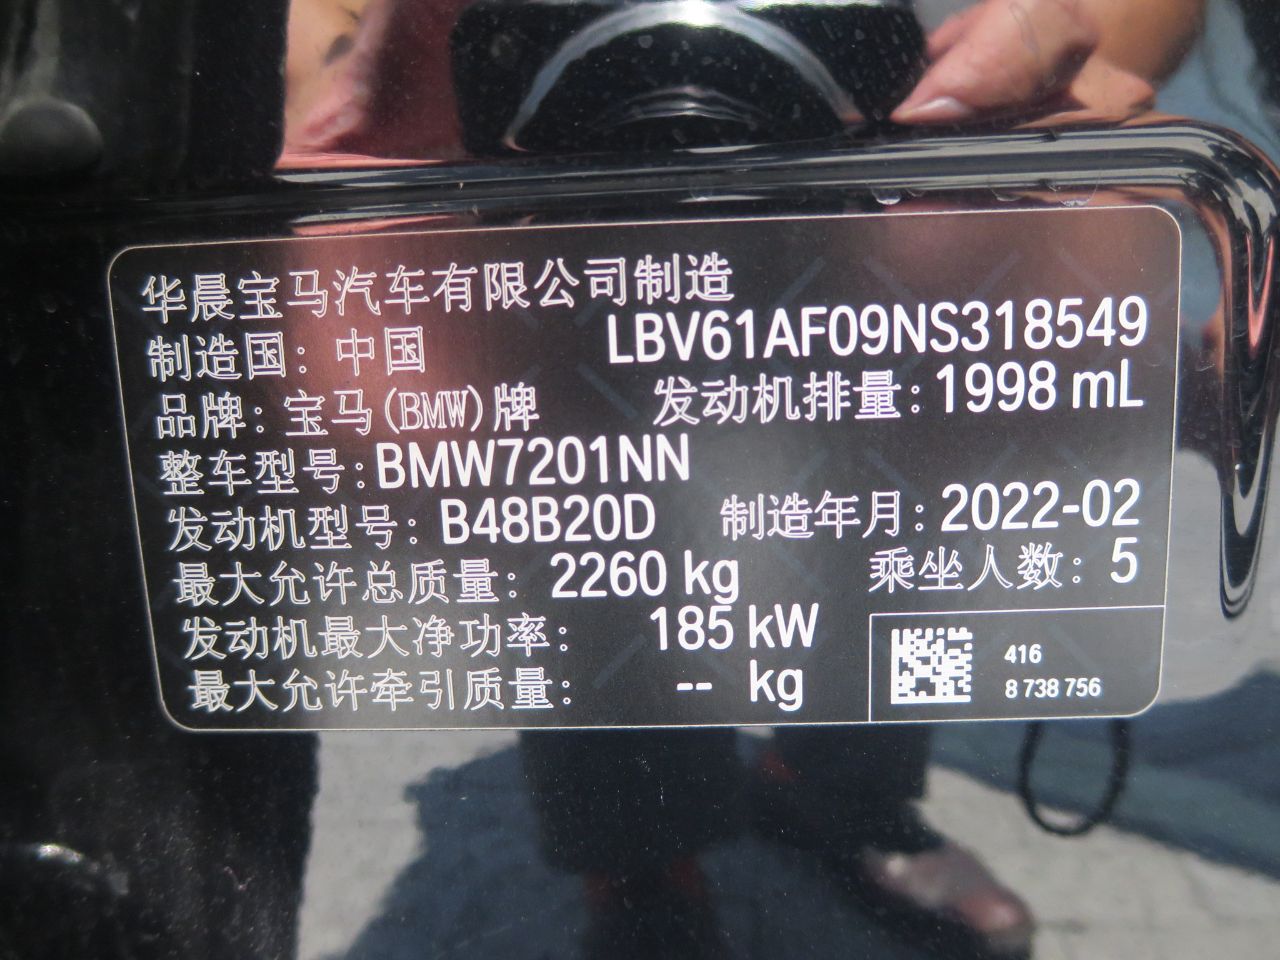 华晨宝马汽车有限公司制造
制造国：中国 LBV61AF09NS318549
品牌：宝马(BMW)牌 发动机排量：1998 mL
整车型号：BMW7201NN
发动机型号：B48B20D 制造年月：2022-02
最大允许总质量：2260 kg 乘坐人数：5
发动机最大净功率：185 kW
最大允许牵引质量：-- kg
416
8 738 756